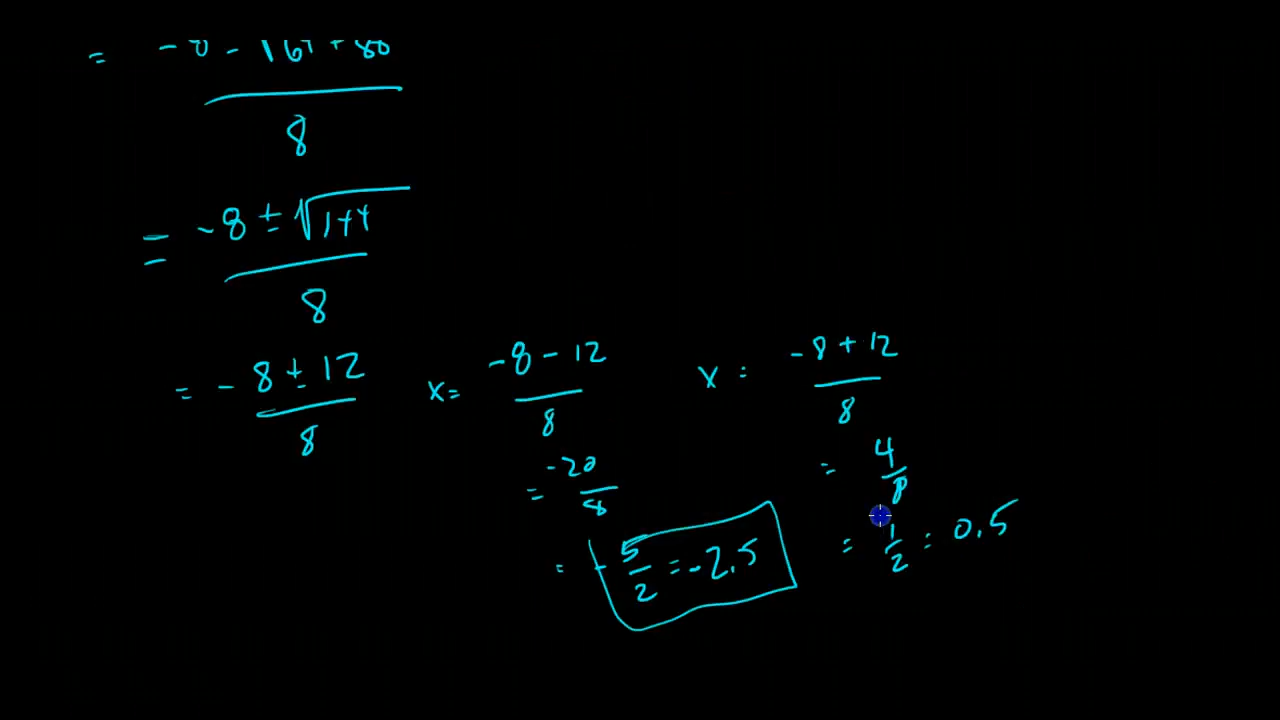 = -8 - √64 + 80
8
= -8 ± √144
8
= -8 ± 12
8
x = -8 - 12
8
= -20
8
= -5/2 = -2.5
x = -8 + 12
8
= 4
8
= 1/2 = 0.5